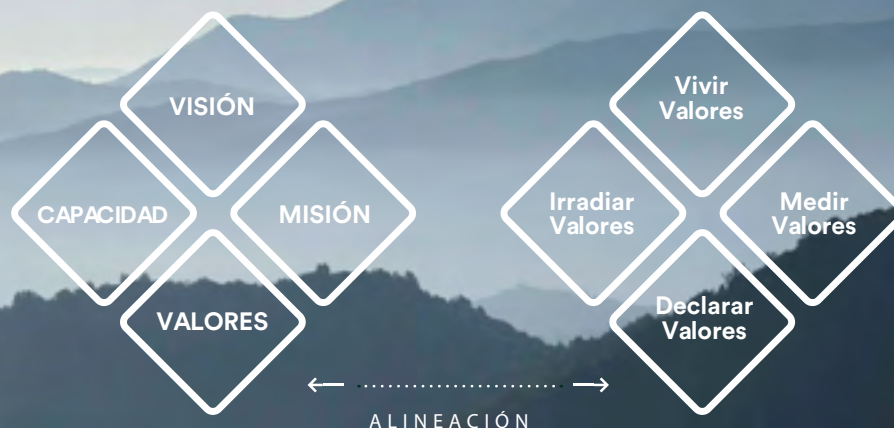 VISIÓN
CAPACIDAD
MISIÓN
VALORES
Vivir
Valores
Irradiar
Valores
Medir
Valores
Declarar
Valores
ALINEACIÓN